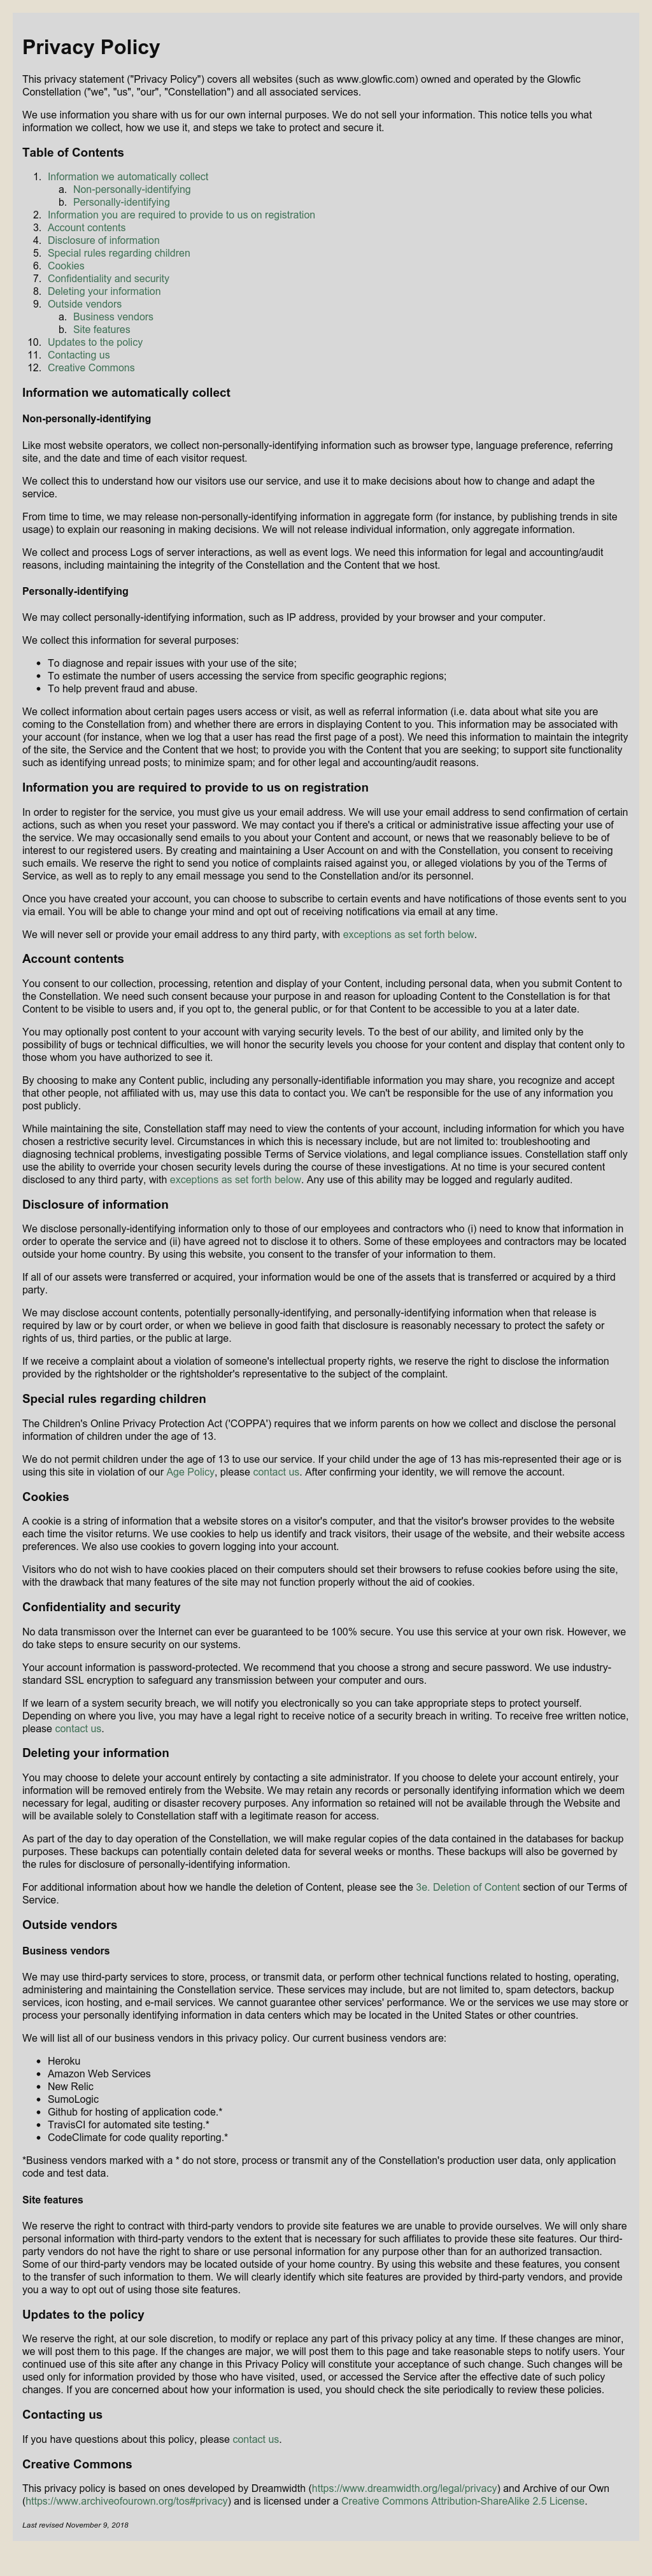 Privacy Policy
This privacy statement ("Privacy Policy") covers all websites (such as www.glowfic.com) owned and operated by the Glowfic
Constellation ("we", "us", "our", "Constellation") and all associated services.
We use information you share with us for our own internal purposes. We do not sell your information. This notice tells you what
information we collect, how we use it, and steps we take to protect and secure it.
Table of Contents
1. Information we automatically collect
a. Non-personally-identifying
b. Personally-identifying
2. Information you are required to provide to us on registration
3. Account contents
4. Disclosure of information
5. Special rules regarding children
6. Cookies
7. Confidentiality and security
8. Deleting your information
9. Outside vendors
a. Business vendors
b. Site features
10. Updates to the policy
11. Contacting us
12. Creative Commons
Information we automatically collect
Non-personally-identifying
Like most website operators, we collect non-personally-identifying information such as browser type, language preference, referring
site, and the date and time of each visitor request.
We collect this to understand how our visitors use our service, and use it to make decisions about how to change and adapt the
service.
From time to time, we may release non-personally-identifying information in aggregate form (for instance, by publishing trends in site
usage) to explain our reasoning in making decisions. We will not release individual information, only aggregate information.
We collect and process Logs of server interactions, as well as event logs. We need this information for legal and accounting/audit
reasons, including maintaining the integrity of the Constellation and the Content that we host.
Personally-identifying
We may collect personally-identifying information, such as IP address, provided by your browser and your computer.
We collect this information for several purposes:
• To diagnose and repair issues with your use of the site;
• To estimate the number of users accessing the service from specific geographic regions;
• To help prevent fraud and abuse.
We collect information about certain pages users access or visit, as well as referral information (i.e. data about what site you are
coming to the Constellation from) and whether there are errors in displaying Content to you. This information may be associated with
your account (for instance, when we log that a user has read the first page of a post). We need this information to maintain the integrity
of the site, the Service and the Content that we host; to provide you with the Content that you are seeking; to support site functionality
such as identifying unread posts; to minimize spam; and for other legal and accounting/audit reasons.
Information you are required to provide to us on registration
In order to register for the service, you must give us your email address. We will use your email address to send confirmation of certain
actions, such as when you reset your password. We may contact you if there's a critical or administrative issue affecting your use of
the service. We may occasionally send emails to you about your Content and account, or news that we reasonably believe to be of
interest to our registered users. By creating and maintaining a User Account on and with the Constellation, you consent to receiving
such emails. We reserve the right to send you notice of complaints raised against you, or alleged violations by you of the Terms of
Service, as well as to reply to any email message you send to the Constellation and/or its personnel.
Once you have created your account, you can choose to subscribe to certain events and have notifications of those events sent to you
via email. You will be able to change your mind and opt out of receiving notifications via email at any time.
We will never sell or provide your email address to any third party, with exceptions as set forth below.
Account contents
You consent to our collection, processing, retention and display of your Content, including personal data, when you submit Content to
the Constellation. We need such consent because your purpose in and reason for uploading Content to the Constellation is for that
Content to be visible to users and, if you opt to, the general public, or for that Content to be accessible to you at a later date.
You may optionally post content to your account with varying security levels. To the best of our ability, and limited only by the
possibility of bugs or technical difficulties, we will honor the security levels you choose for your content and display that content only to
those whom you have authorized to see it.
By choosing to make any Content public, including any personally-identifiable information you may share, you recognize and accept
that other people, not affiliated with us, may use this data to contact you. We can't be responsible for the use of any information you
post publicly.
While maintaining the site, Constellation staff may need to view the contents of your account, including information for which you have
chosen a restrictive security level. Circumstances in which this is necessary include, but are not limited to: troubleshooting and
diagnosing technical problems, investigating possible Terms of Service violations, and legal compliance issues. Constellation staff only
use the ability to override your chosen security levels during the course of these investigations. At no time is your secured content
disclosed to any third party, with exceptions as set forth below. Any use of this ability may be logged and regularly audited.
Disclosure of information
We disclose personally-identifying information only to those of our employees and contractors who (i) need to know that information in
order to operate the service and (ii) have agreed not to disclose it to others. Some of these employees and contractors may be located
outside your home country. By using this website, you consent to the transfer of your information to them.
If all of our assets were transferred or acquired, your information would be one of the assets that is transferred or acquired by a third
party.
We may disclose account contents, potentially personally-identifying, and personally-identifying information when that release is
required by law or by court order, or when we believe in good faith that disclosure is reasonably necessary to protect the safety or
rights of us, third parties, or the public at large.
If we receive a complaint about a violation of someone's intellectual property rights, we reserve the right to disclose the information
provided by the rightsholder or the rightsholder's representative to the subject of the complaint.
Special rules regarding children
The Children's Online Privacy Protection Act ('COPPA') requires that we inform parents on how we collect and disclose the personal
information of children under the age of 13.
We do not permit children under the age of 13 to use our service. If your child under the age of 13 has mis-represented their age or is
using this site in violation of our Age Policy, please contact us. After confirming your identity, we will remove the account.
Cookies
A cookie is a string of information that a website stores on a visitor's computer, and that the visitor's browser provides to the website
each time the visitor returns. We use cookies to help us identify and track visitors, their usage of the website, and their website access
preferences. We also use cookies to govern logging into your account.
Visitors who do not wish to have cookies placed on their computers should set their browsers to refuse cookies before using the site,
with the drawback that many features of the site may not function properly without the aid of cookies.
Confidentiality and security
No data transmisson over the Internet can ever be guaranteed to be 100% secure. You use this service at your own risk. However, we
do take steps to ensure security on our systems.
Your account information is password-protected. We recommend that you choose a strong and secure password. We use industry-
standard SSL encryption to safeguard any transmission between your computer and ours.
If we learn of a system security breach, we will notify you electronically so you can take appropriate steps to protect yourself.
Depending on where you live, you may have a legal right to receive notice of a security breach in writing. To receive free written notice,
please contact us.
Deleting your information
You may choose to delete your account entirely by contacting a site administrator. If you choose to delete your account entirely, your
information will be removed entirely from the Website. We may retain any records or personally identifying information which we deem
necessary for legal, auditing or disaster recovery purposes. Any information so retained will not be available through the Website and
will be available solely to Constellation staff with a legitimate reason for access.
As part of the day to day operation of the Constellation, we will make regular copies of the data contained in the databases for backup
purposes. These backups can potentially contain deleted data for several weeks or months. These backups will also be governed by
the rules for disclosure of personally-identifying information.
For additional information about how we handle the deletion of Content, please see the 3e. Deletion of Content section of our Terms of
Service.
Outside vendors
Business vendors
We may use third-party services to store, process, or transmit data, or perform other technical functions related to hosting, operating,
administering and maintaining the Constellation service. These services may include, but are not limited to, spam detectors, backup
services, icon hosting, and e-mail services. We cannot guarantee other services' performance. We or the services we use may store or
process your personally identifying information in data centers which may be located in the United States or other countries.
We will list all of our business vendors in this privacy policy. Our current business vendors are:
• Heroku
• Amazon Web Services
• New Relic
• SumoLogic
• Github for hosting of application code.*
• TravisCI for automated site testing.*
• CodeClimate for code quality reporting.*
*Business vendors marked with a * do not store, process or transmit any of the Constellation's production user data, only application
code and test data.
Site features
We reserve the right to contract with third-party vendors to provide site features we are unable to provide ourselves. We will only share
personal information with third-party vendors to the extent that is necessary for such affiliates to provide these site features. Our third-
party vendors do not have the right to share or use personal information for any purpose other than for an authorized transaction.
Some of our third-party vendors may be located outside of your home country. By using this website and these features, you consent
to the transfer of such information to them. We will clearly identify which site features are provided by third-party vendors, and provide
you a way to opt out of using those site features.
Updates to the policy
We reserve the right, at our sole discretion, to modify or replace any part of this privacy policy at any time. If these changes are minor,
we will post them to this page. If the changes are major, we will post them to this page and take reasonable steps to notify users. Your
continued use of this site after any change in this Privacy Policy will constitute your acceptance of such change. Such changes will be
used only for information provided by those who have visited, used, or accessed the Service after the effective date of such policy
changes. If you are concerned about how your information is used, you should check the site periodically to review these policies.
Contacting us
If you have questions about this policy, please contact us.
Creative Commons
This privacy policy is based on ones developed by Dreamwidth (https://www.dreamwidth.org/legal/privacy) and Archive of our Own
(https://www.archiveofourown.org/tos#privacy) and is licensed under a Creative Commons Attribution-ShareAlike 2.5 License.
Last revised November 9, 2018